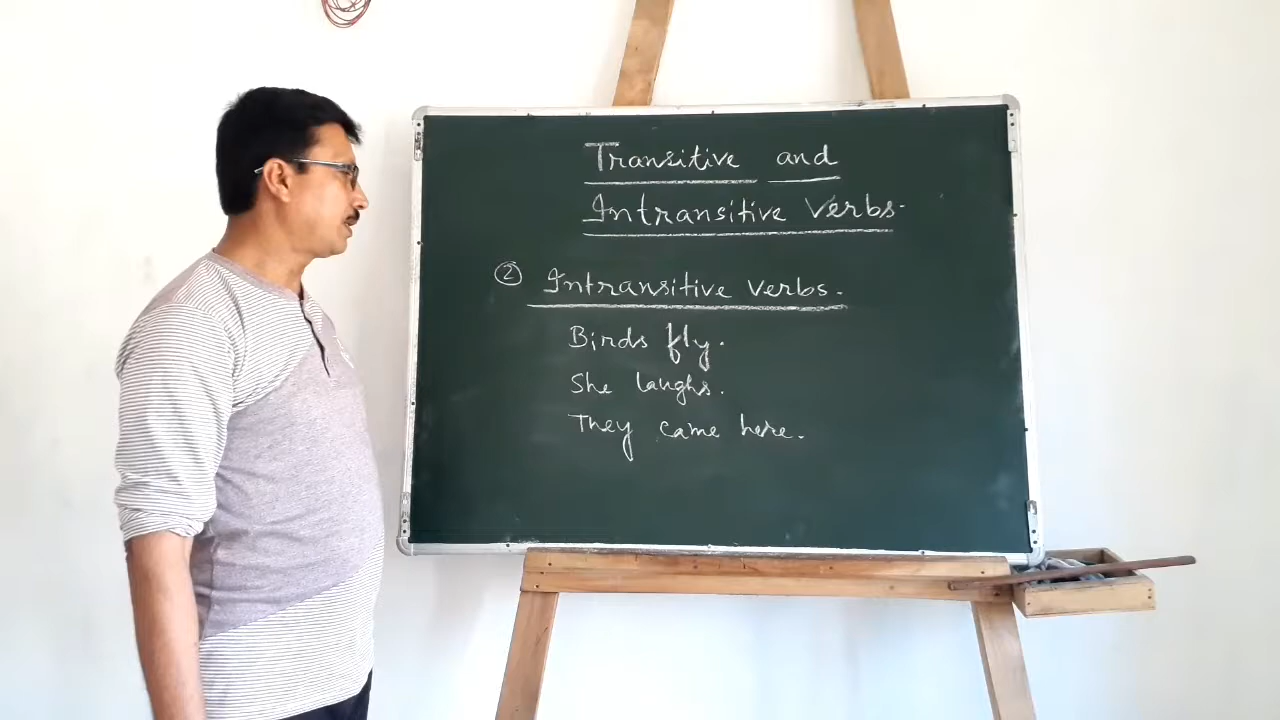 Transitive and
Intransitive Verbs.
② Intransitive verbs.
Birds fly.
She laughs.
They came here.